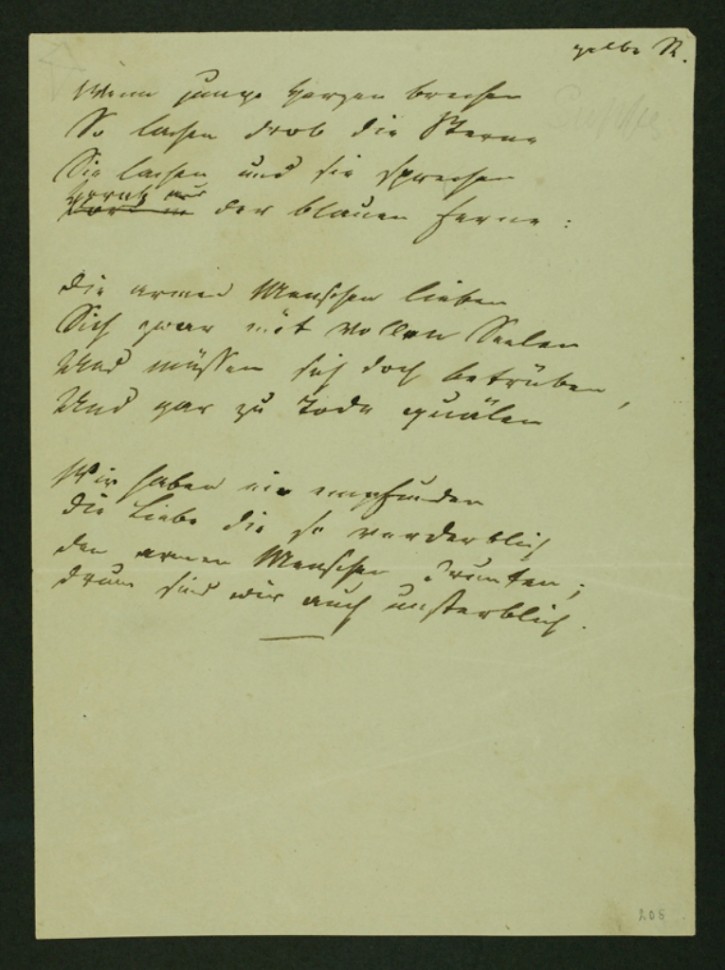 gelbe R.
Wenn junge Herzen brechen
So lachen drob die Sterne
Sie lachen und sie sprechen
herab aus
der blauen Ferne:
Die armen Menschen lieben
Sich zwar mit vollen Seelen
Und müssen sich doch betrüben,
Und gar zu Tode quälen
Wir haben nie empfunden
Die Liebe die so verderblich
den armen Menschen drunten;
drum sind wir auch unsterblich.
208